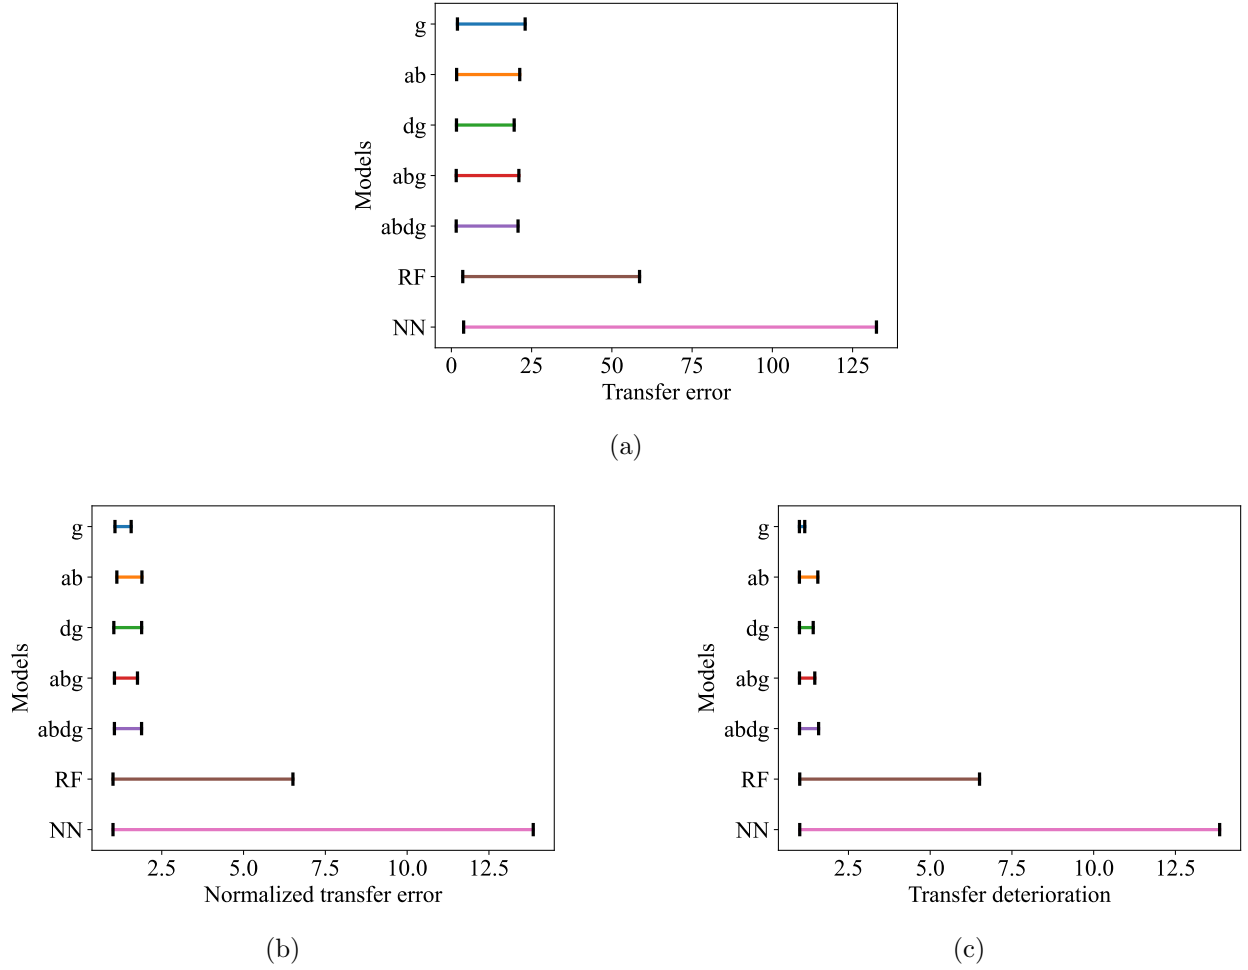 g
ab
dg
abg
abdg
RF
NN
Models
0 25 50 75 100 125
Transfer error
(a)
g
ab
dg
abg
abdg
RF
NN
Models
2.5 5.0 7.5 10.0 12.5
Normalized transfer error
(b)
g
ab
dg
abg
abdg
RF
NN
Models
2.5 5.0 7.5 10.0 12.5
Transfer deterioration
(c)